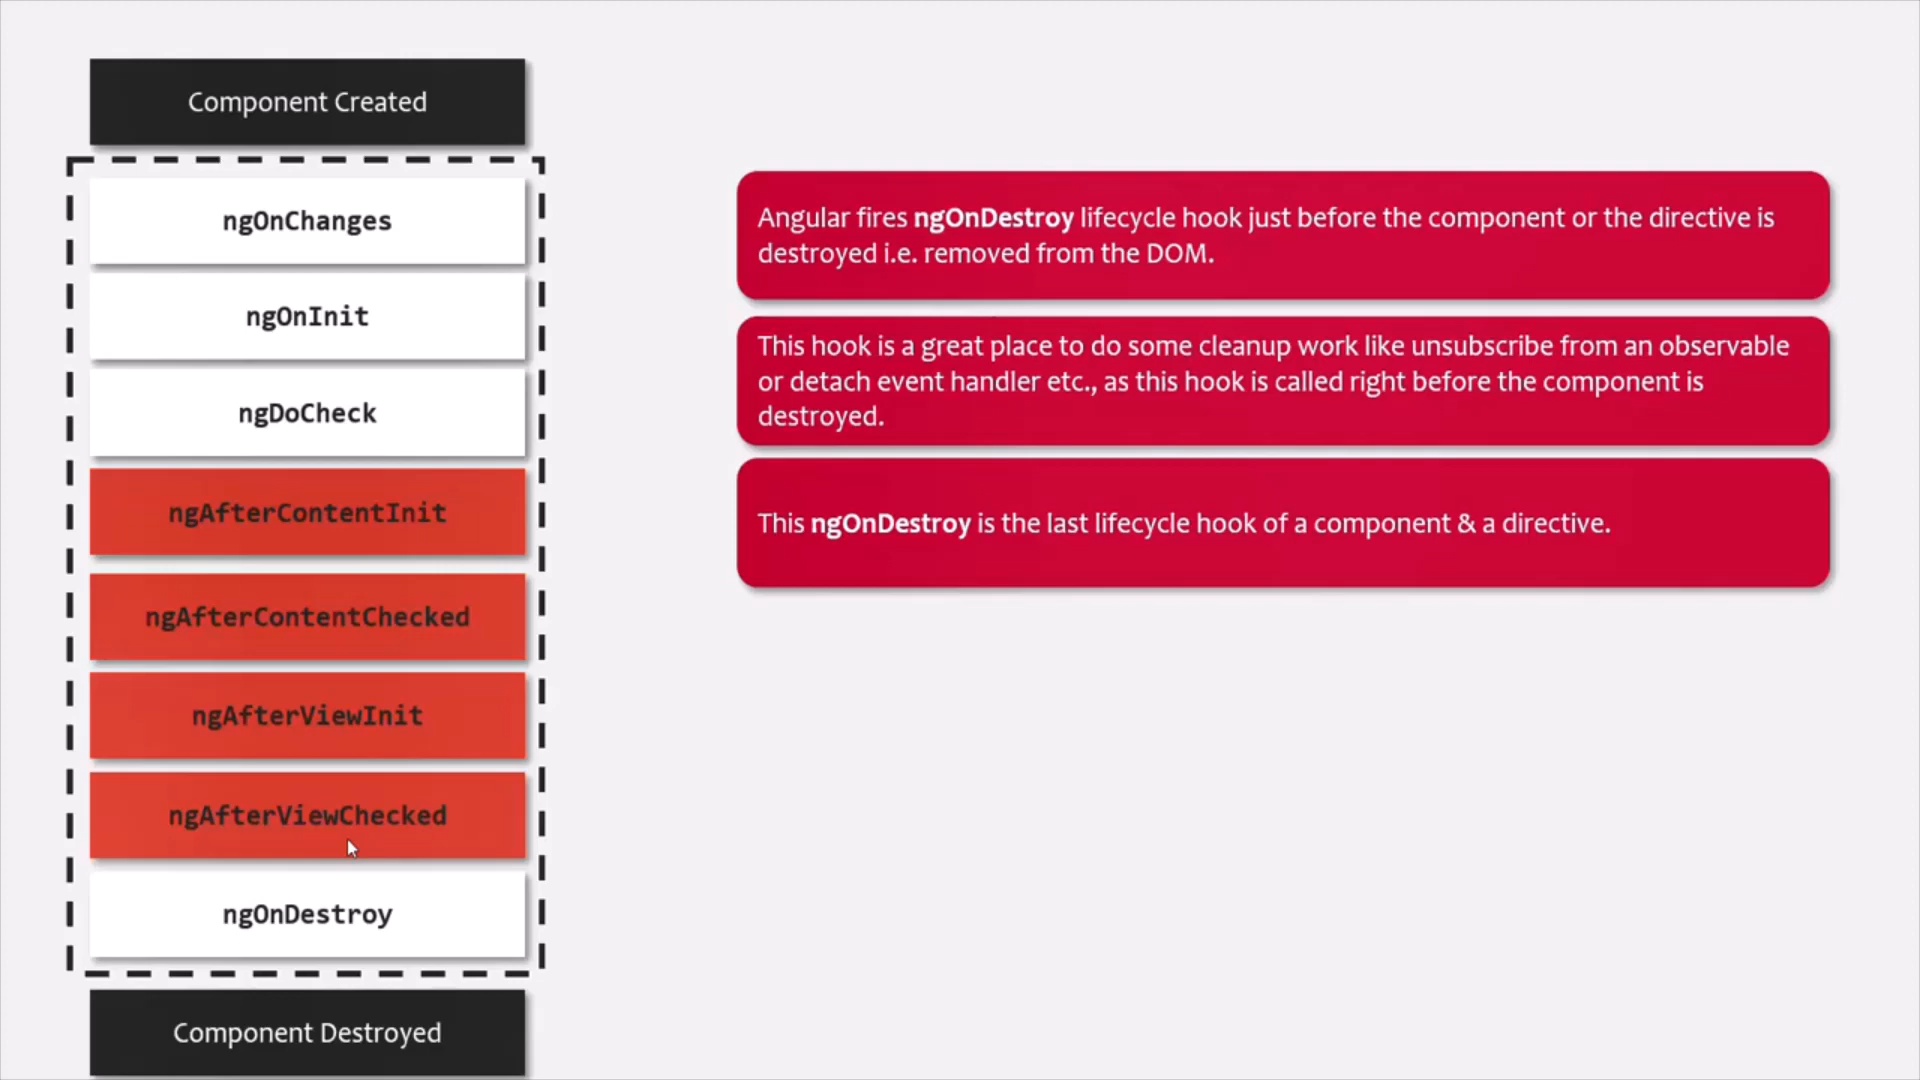 Component Created
ngOnChanges
ngOnInit
ngDoCheck
ngAfterContentInit
ngAfterContentChecked
ngAfterViewInit
ngAfterViewChecked
ngOnDestroy
Component Destroyed
Angular fires ngOnDestroy lifecycle hook just before the component or the directive is
destroyed i.e. removed from the DOM.
This hook is a great place to do some cleanup work like unsubscribe from an observable
or detach event handler etc., as this hook is called right before the component is
destroyed.
This ngOnDestroy is the last lifecycle hook of a component & a directive.